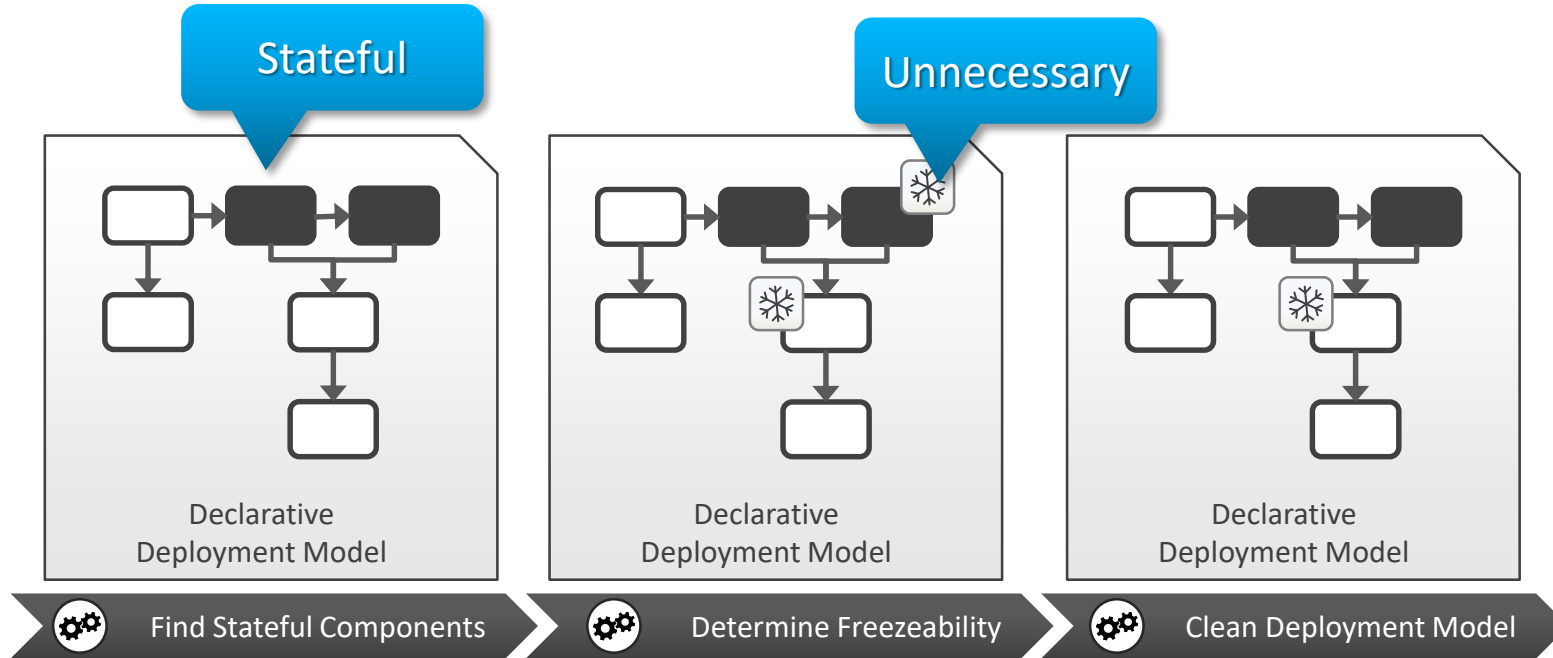 Stateful
Unnecessary
Declarative
Deployment Model
Declarative
Deployment Model
Declarative
Deployment Model
Find Stateful Components
Determine Freezeability
Clean Deployment Model